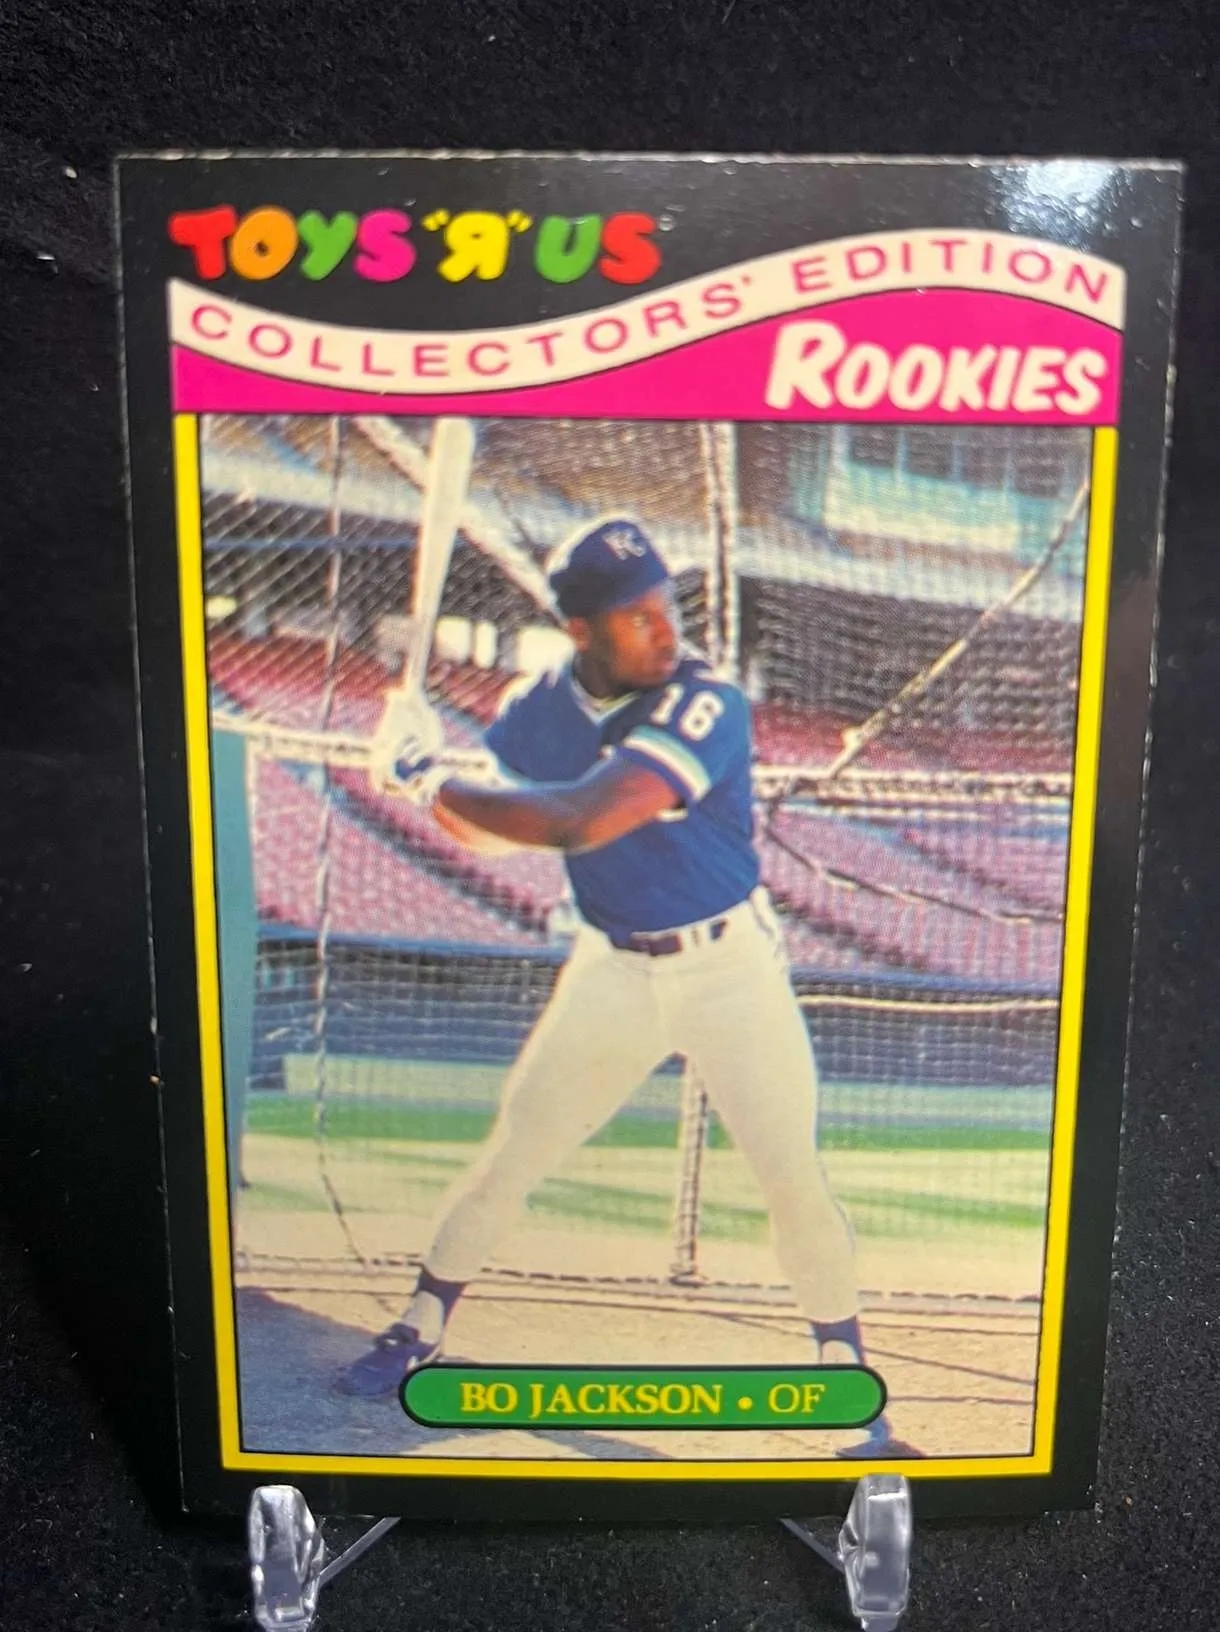 TOYS "Я" US
COLLECTORS' EDITION
ROOKIES
KC
16
BO JACKSON • OF